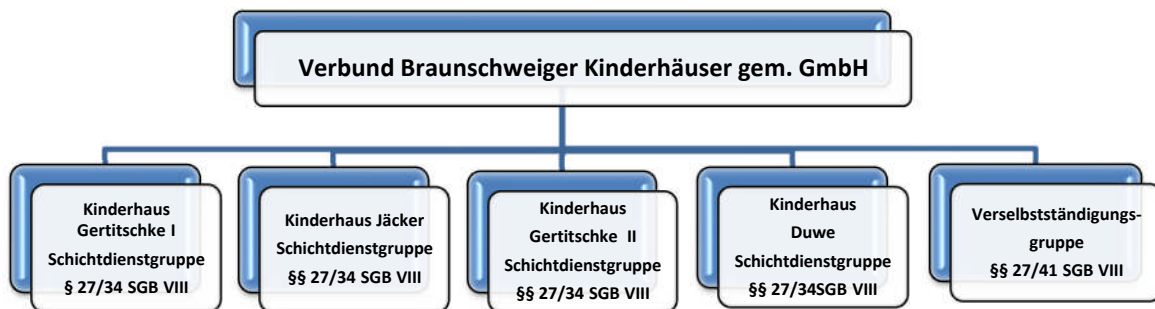 Verbund Braunschweiger Kinderhäuser gem. GmbH
Kinderhaus
Gertitschke I
Schichtdienstgruppe
§ 27/34 SGB VIII
Kinderhaus Jäcker
Schichtdienstgruppe
§§ 27/34 SGB VIII
Kinderhaus
Gertitschke II
Schichtdienstgruppe
§§ 27/34 SGB VIII
Kinderhaus
Duwe
Schichtdienstgruppe
§§ 27/34SGB VIII
Verselbstständigungs-
gruppe
§§ 27/41 SGB VIII